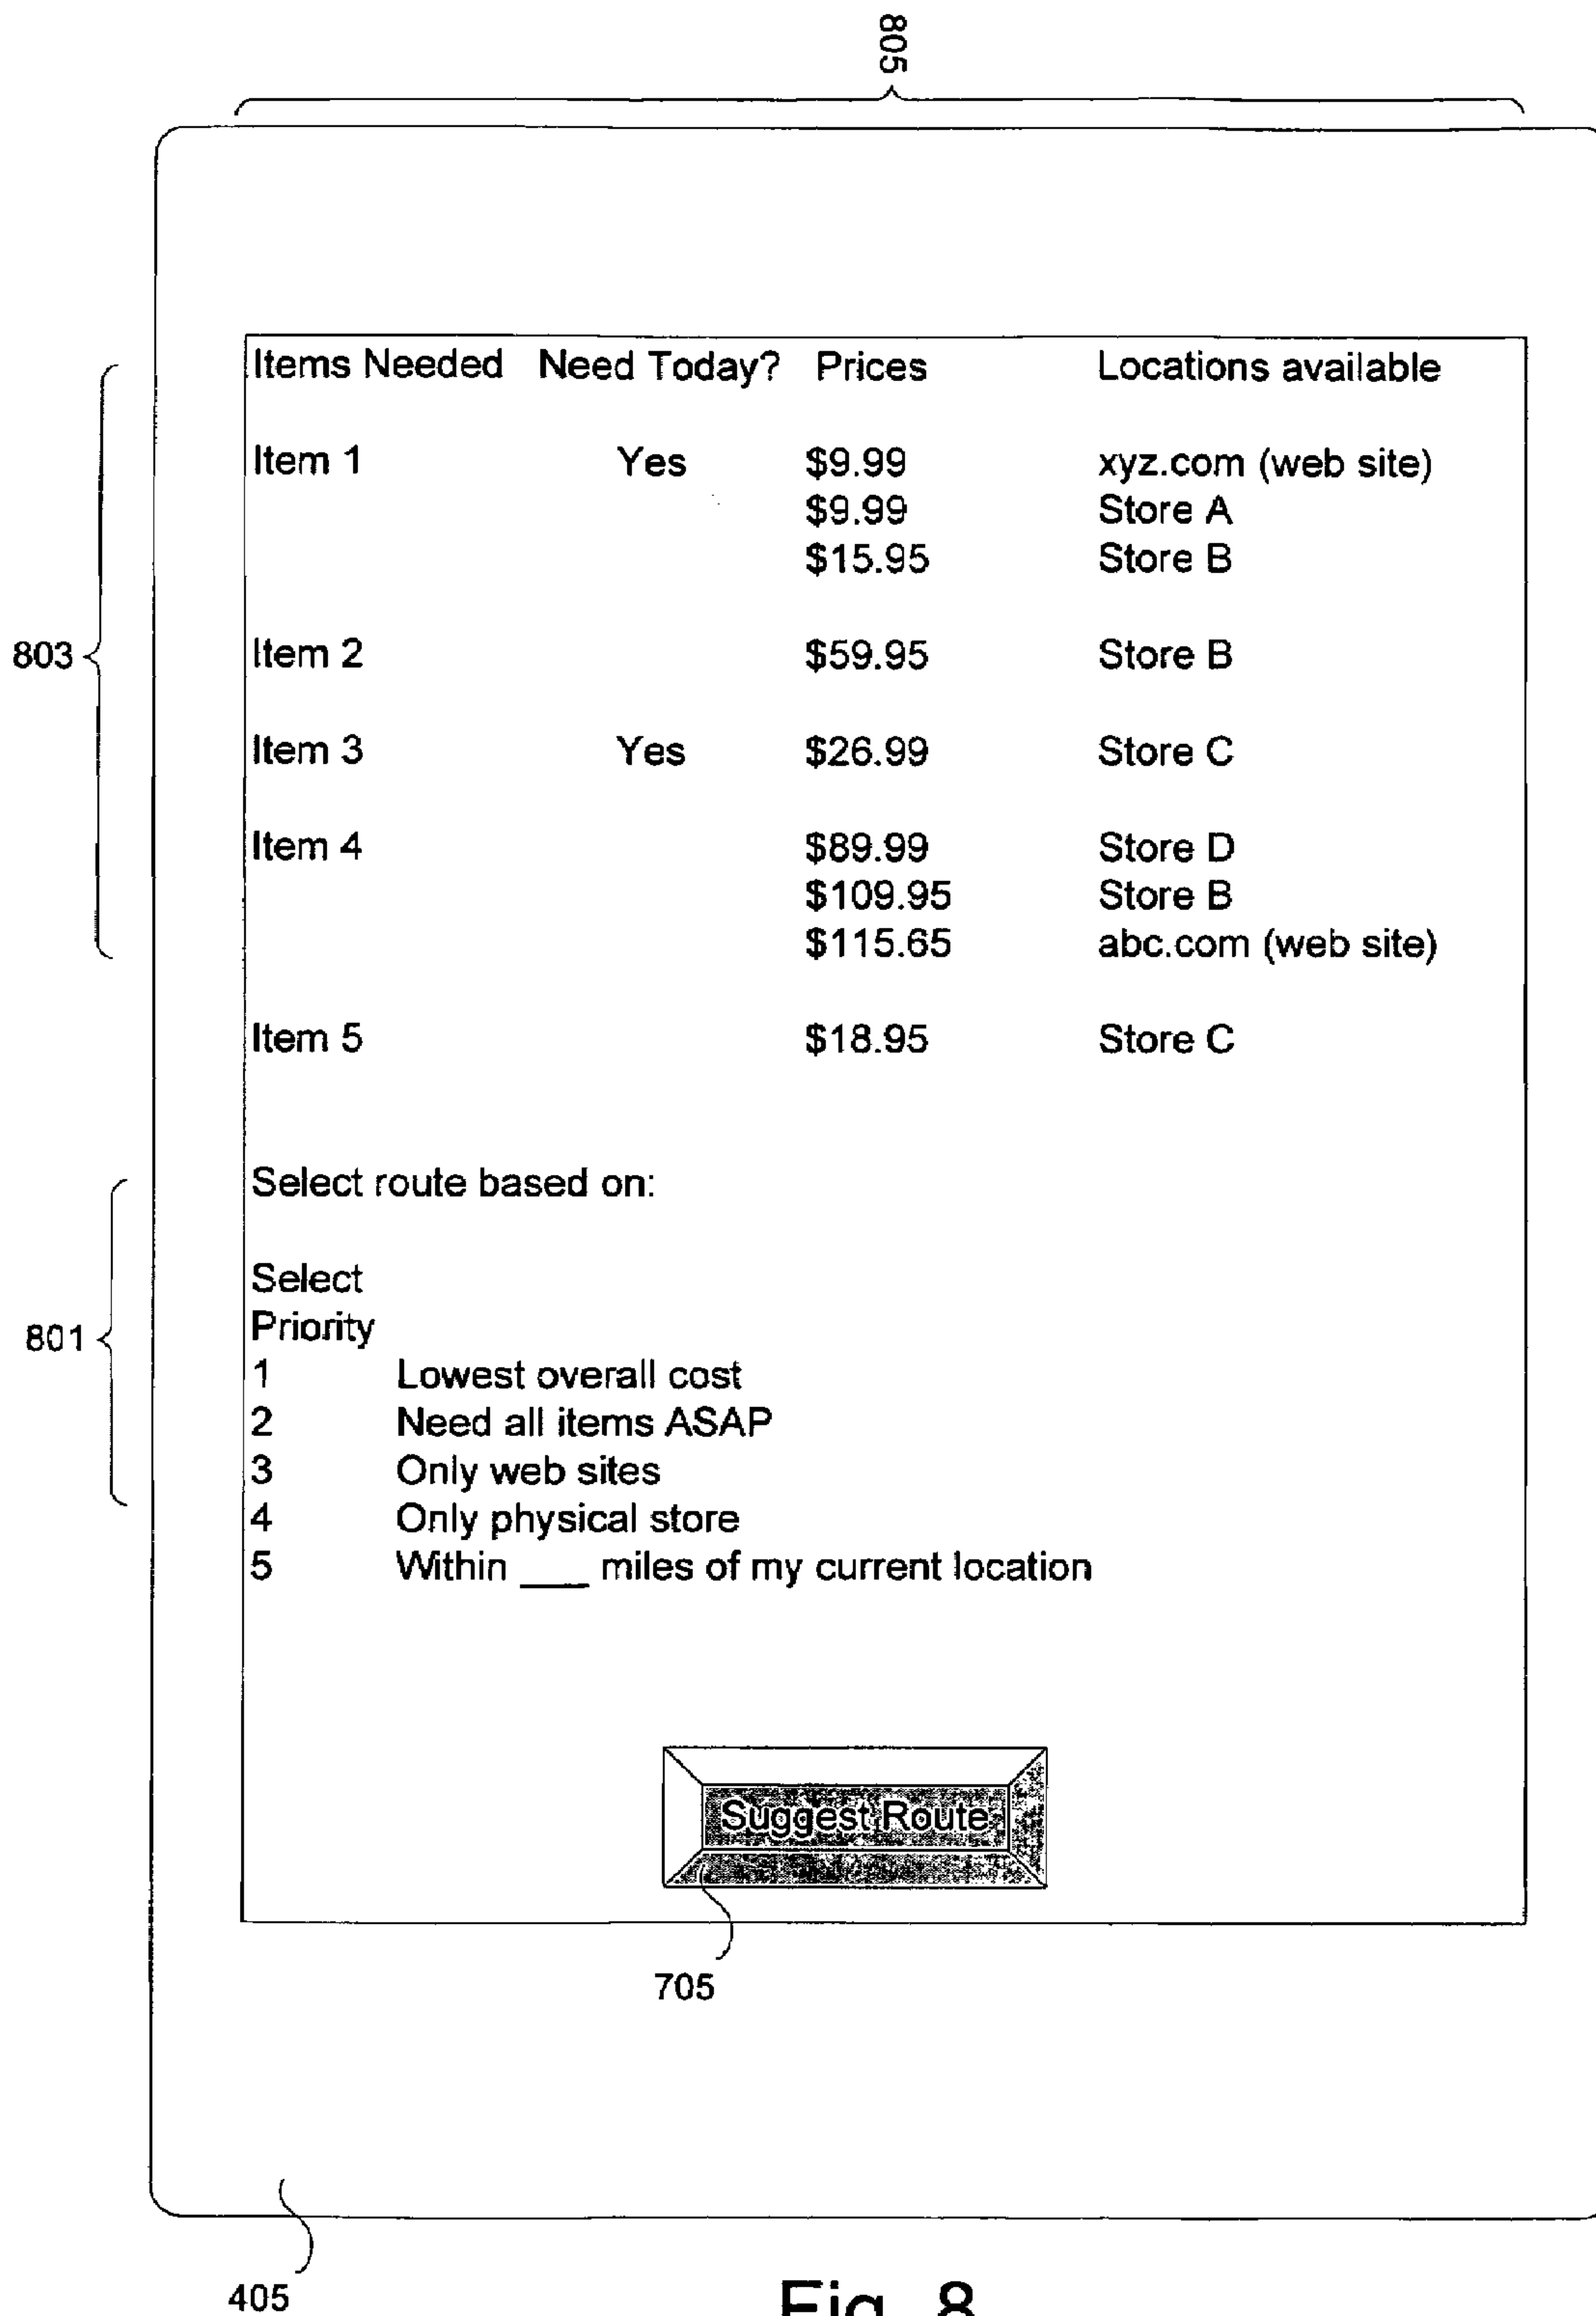 805
Items Needed Need Today? Prices Locations available
Item 1 Yes $9.99 xyz.com (web site)
$9.99 Store A
$15.95 Store B
803
Item 2 $59.95 Store B
Item 3 Yes $26.99 Store C
Item 4 $89.99 Store D
$109.95 Store B
$115.65 abc.com (web site)
Item 5 $18.95 Store C
Select route based on:
Select
Priority
801
1 Lowest overall cost
2 Need all items ASAP
3 Only web sites
4 Only physical store
5 Within ___ miles of my current location
Suggest Route
705
405
Fig. 8